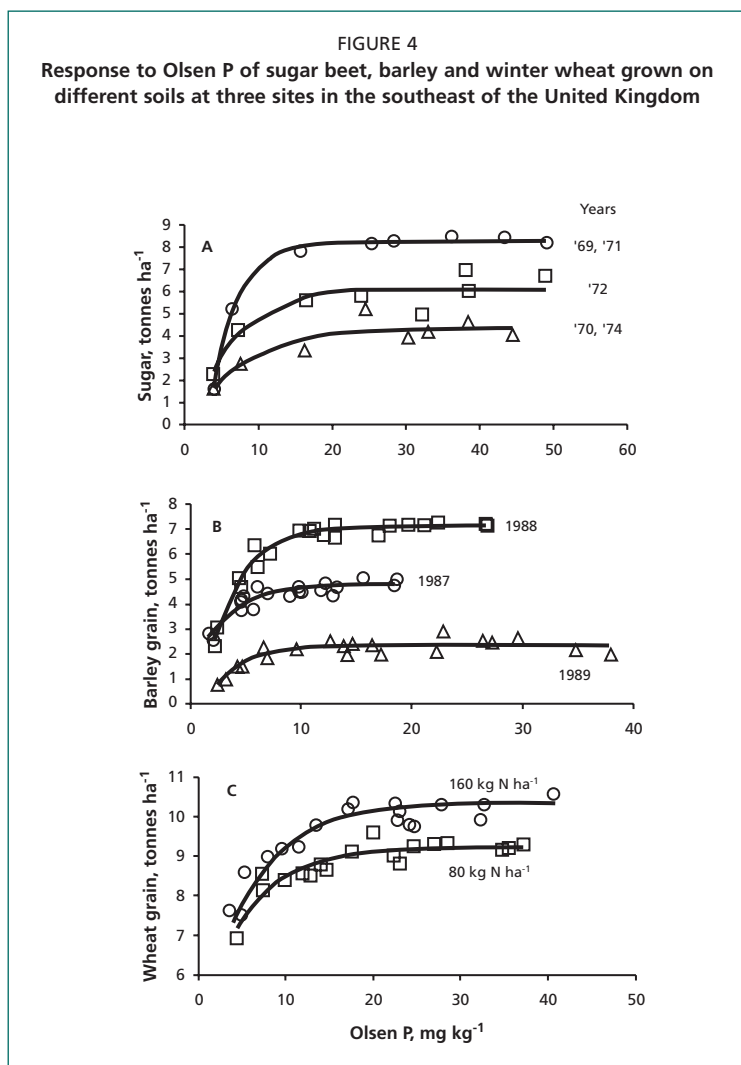 FIGURE 4
Response to Olsen P of sugar beet, barley and winter wheat grown on
different soils at three sites in the southeast of the United Kingdom
Years
A
'69, '71
'72
'70, '74
Sugar, tonnes ha⁻¹
9
8
7
6
5
4
3
2
1
0
0 10 20 30 40 50 60
B
1988
1987
1989
Barley grain, tonnes ha⁻¹
8
7
6
5
4
3
2
1
0
0 10 20 30 40
C
160 kg N ha⁻¹
80 kg N ha⁻¹
Wheat grain, tonnes ha⁻¹
11
10
9
8
7
6
0 10 20 30 40 50
Olsen P, mg kg⁻¹